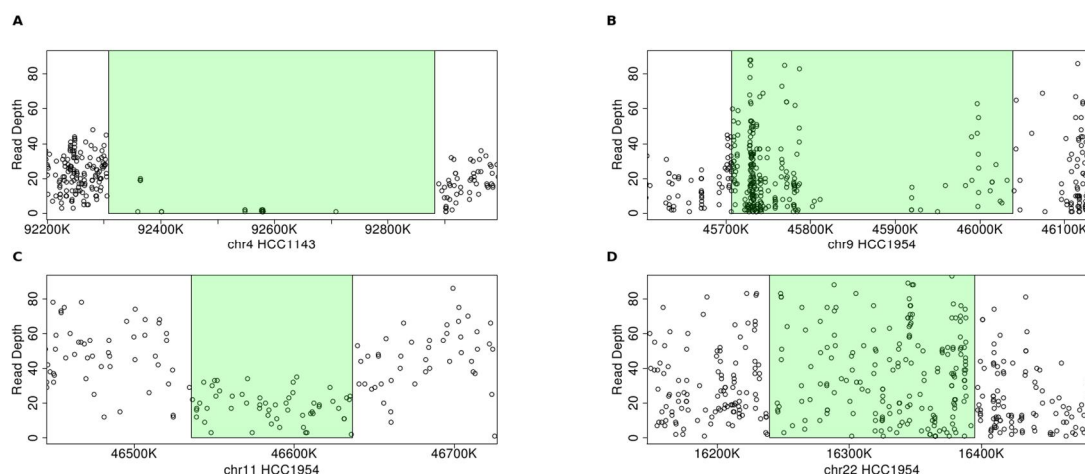 A
Read Depth
0 20 40 60 80
92200K 92400K 92600K 92800K
chr4 HCC1143
B
Read Depth
0 20 40 60 80
45700K 45800K 45900K 46000K 46100K
chr9 HCC1954
C
Read Depth
0 20 40 60 80
46500K 46600K 46700K
chr11 HCC1954
D
Read Depth
0 20 40 60 80
16200K 16300K 16400K
chr22 HCC1954